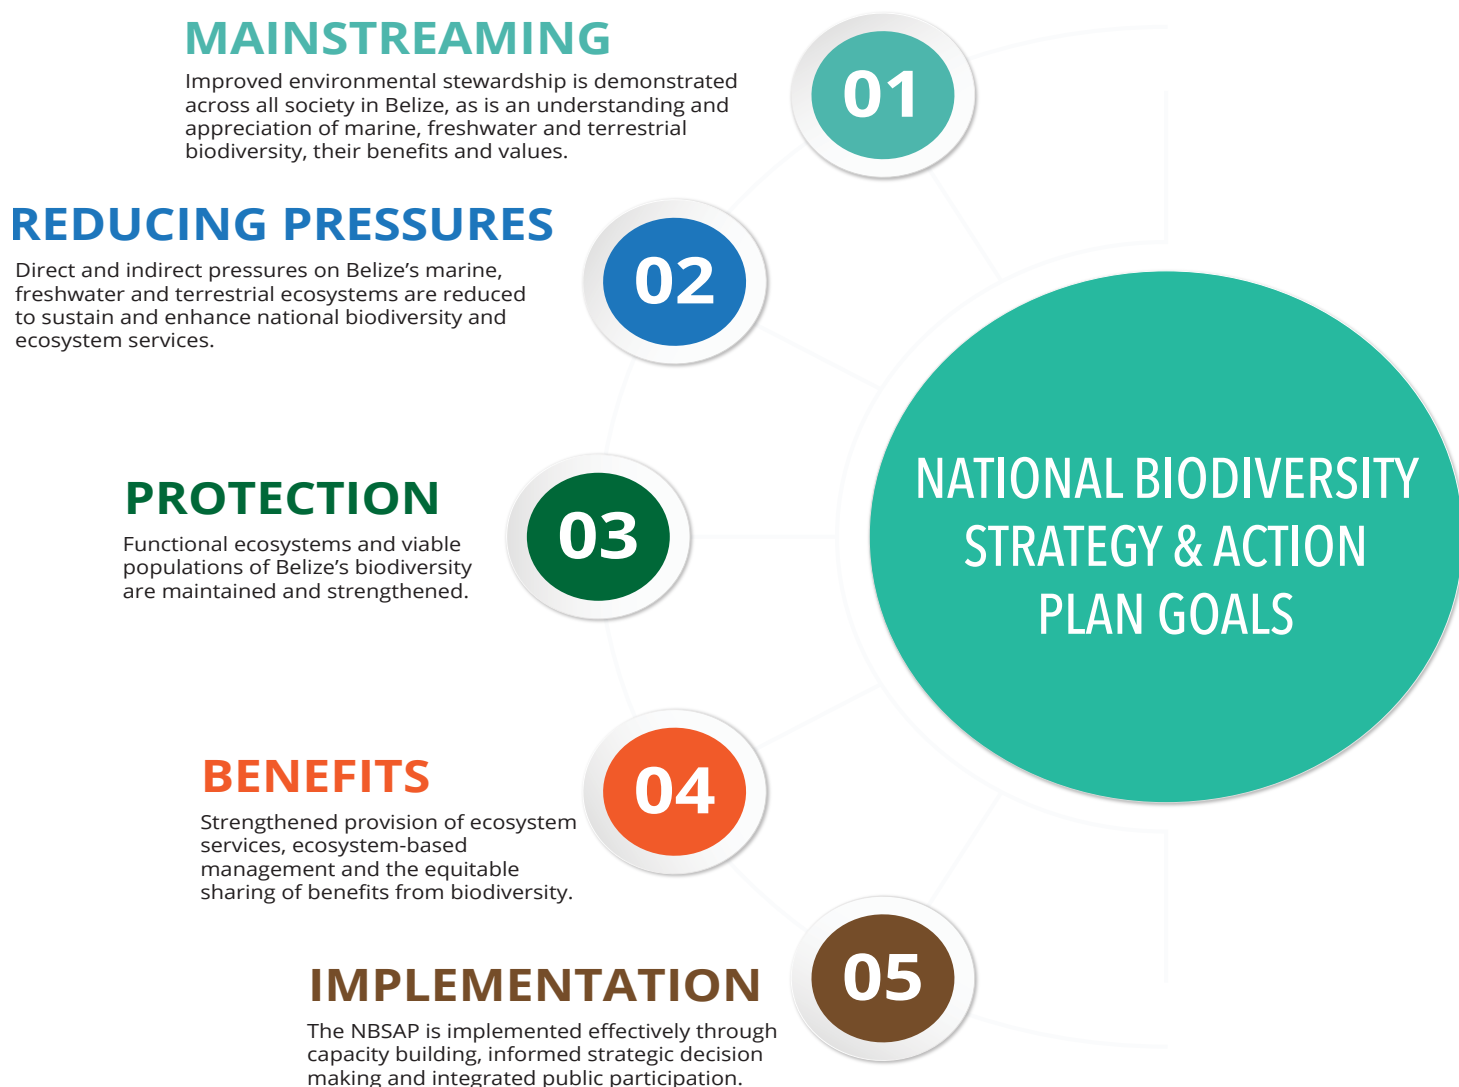 MAINSTREAMING
Improved environmental stewardship is demonstrated
across all society in Belize, as is an understanding and
appreciation of marine, freshwater and terrestrial
biodiversity, their benefits and values.
01
REDUCING PRESSURES
Direct and indirect pressures on Belize’s marine,
freshwater and terrestrial ecosystems are reduced
to sustain and enhance national biodiversity and
ecosystem services.
02
PROTECTION
Functional ecosystems and viable
populations of Belize’s biodiversity
are maintained and strengthened.
03
BENEFITS
Strengthened provision of ecosystem
services, ecosystem-based
management and the equitable
sharing of benefits from biodiversity.
04
IMPLEMENTATION
The NBSAP is implemented effectively through
capacity building, informed strategic decision
making and integrated public participation.
05
NATIONAL BIODIVERSITY
STRATEGY & ACTION
PLAN GOALS